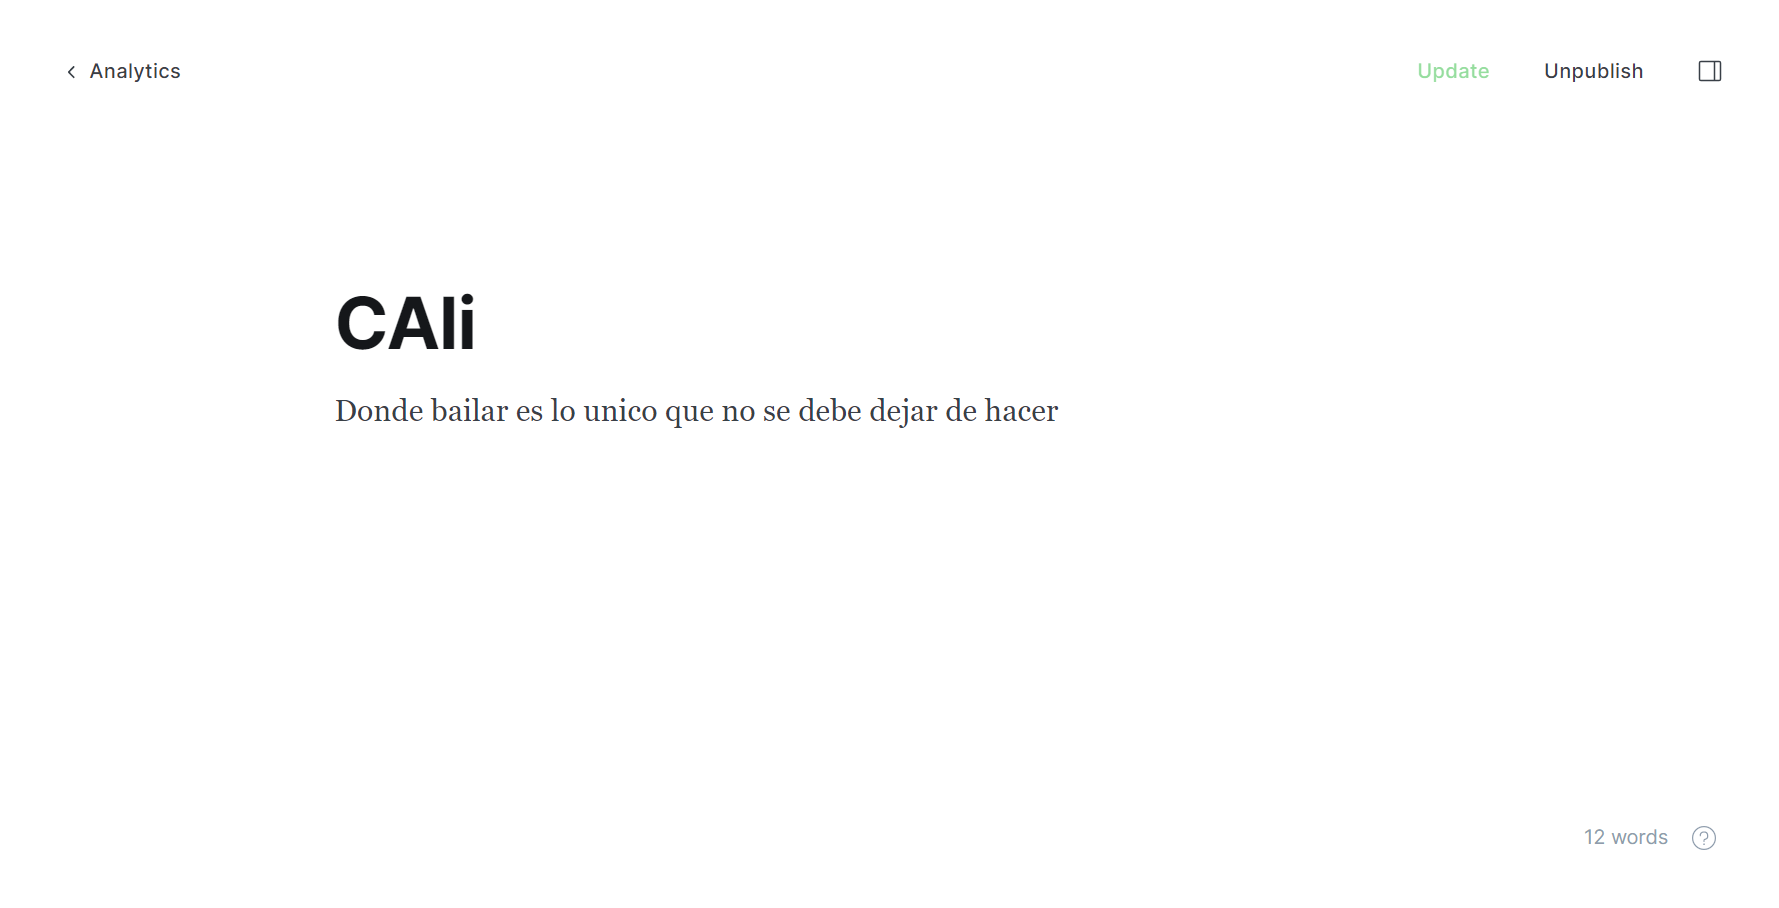 Analytics
Update
Unpublish
CAli
Donde bailar es lo unico que no se debe dejar de hacer
12 words
?